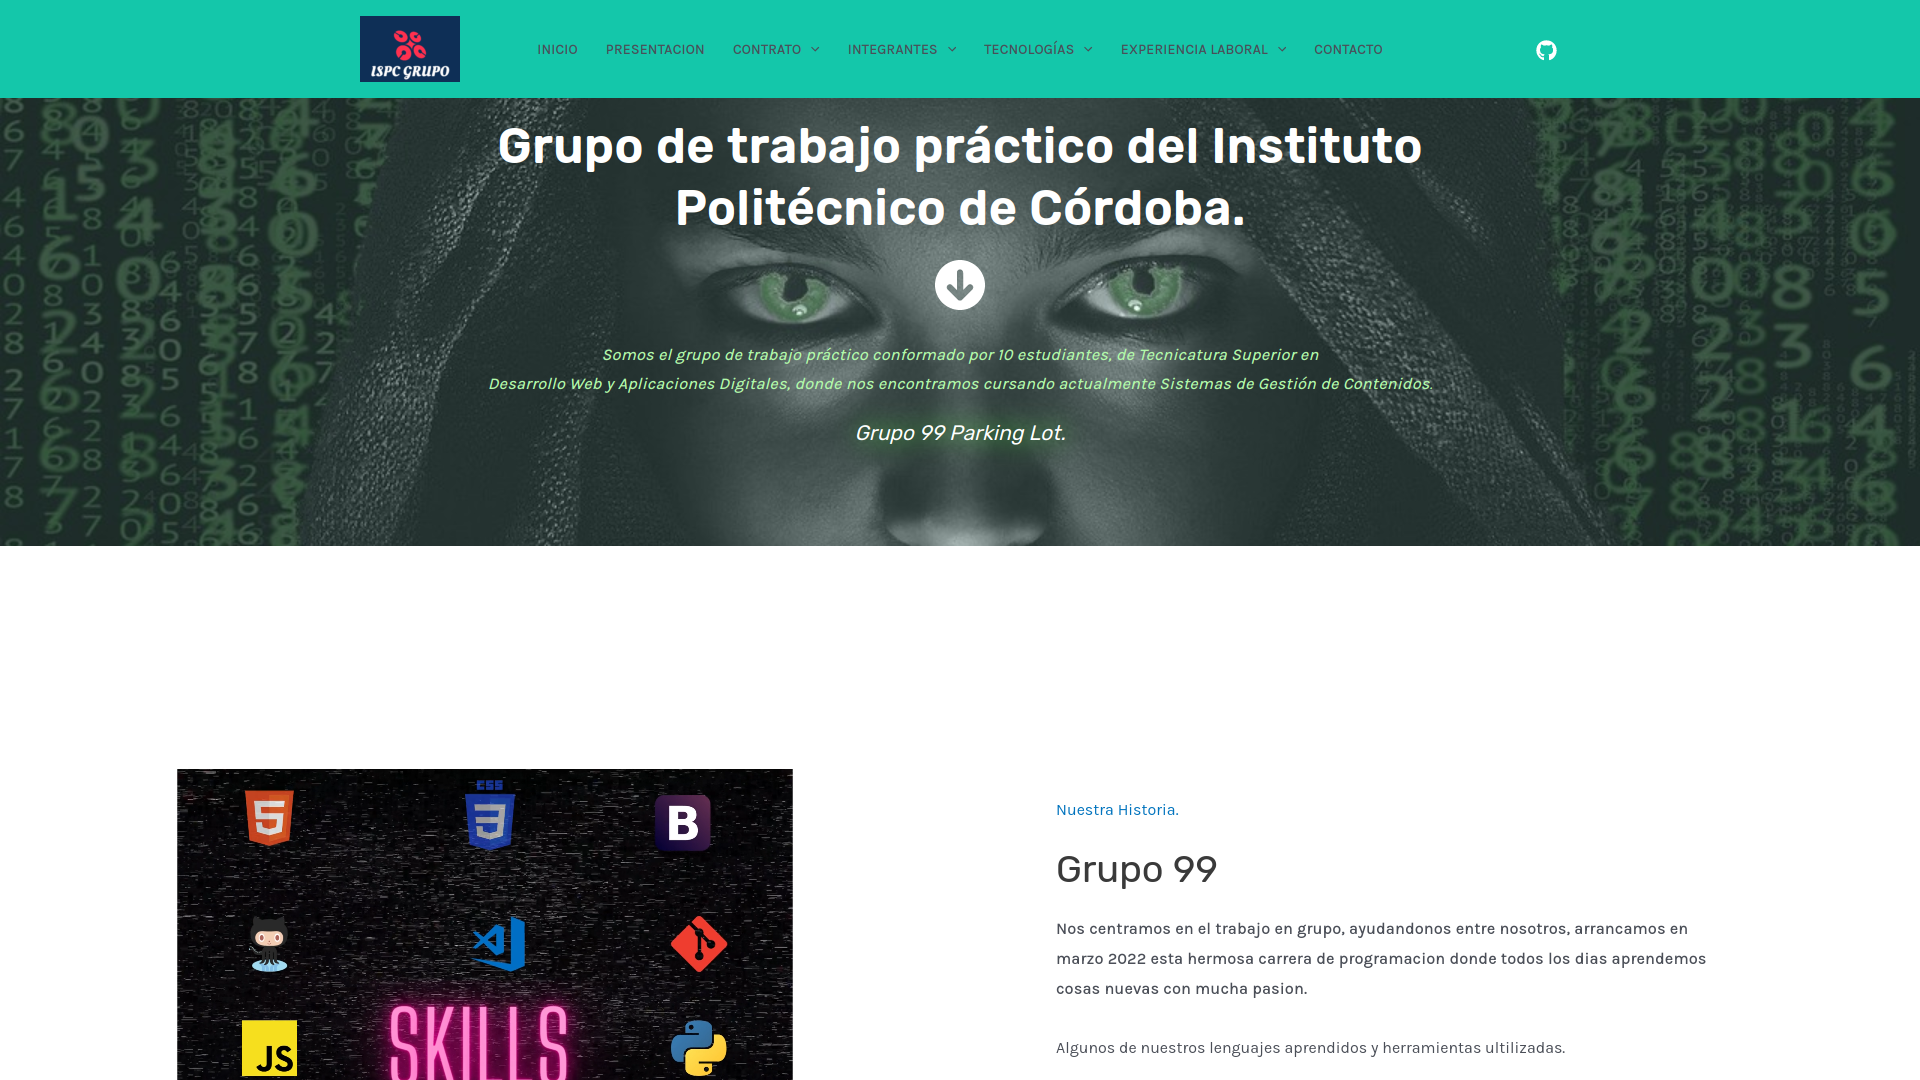 ISPC GRUPO
INICIO
PRESENTACION
CONTRATO
INTEGRANTES
TECNOLOGÍAS
EXPERIENCIA LABORAL
CONTACTO
Grupo de trabajo práctico del Instituto
Politécnico de Córdoba.
Somos el grupo de trabajo práctico conformado por 10 estudiantes, de Tecnicatura Superior en
Desarrollo Web y Aplicaciones Digitales, donde nos encontramos cursando actualmente Sistemas de Gestión de Contenidos.
Grupo 99 Parking Lot.
5
CSS
3
B
JS
SKILLS
Nuestra Historia.
Grupo 99
Nos centramos en el trabajo en grupo, ayudandonos entre nosotros, arrancamos en
marzo 2022 esta hermosa carrera de programacion donde todos los dias aprendemos
cosas nuevas con mucha pasion.
Algunos de nuestros lenguajes aprendidos y herramientas ultilizadas.